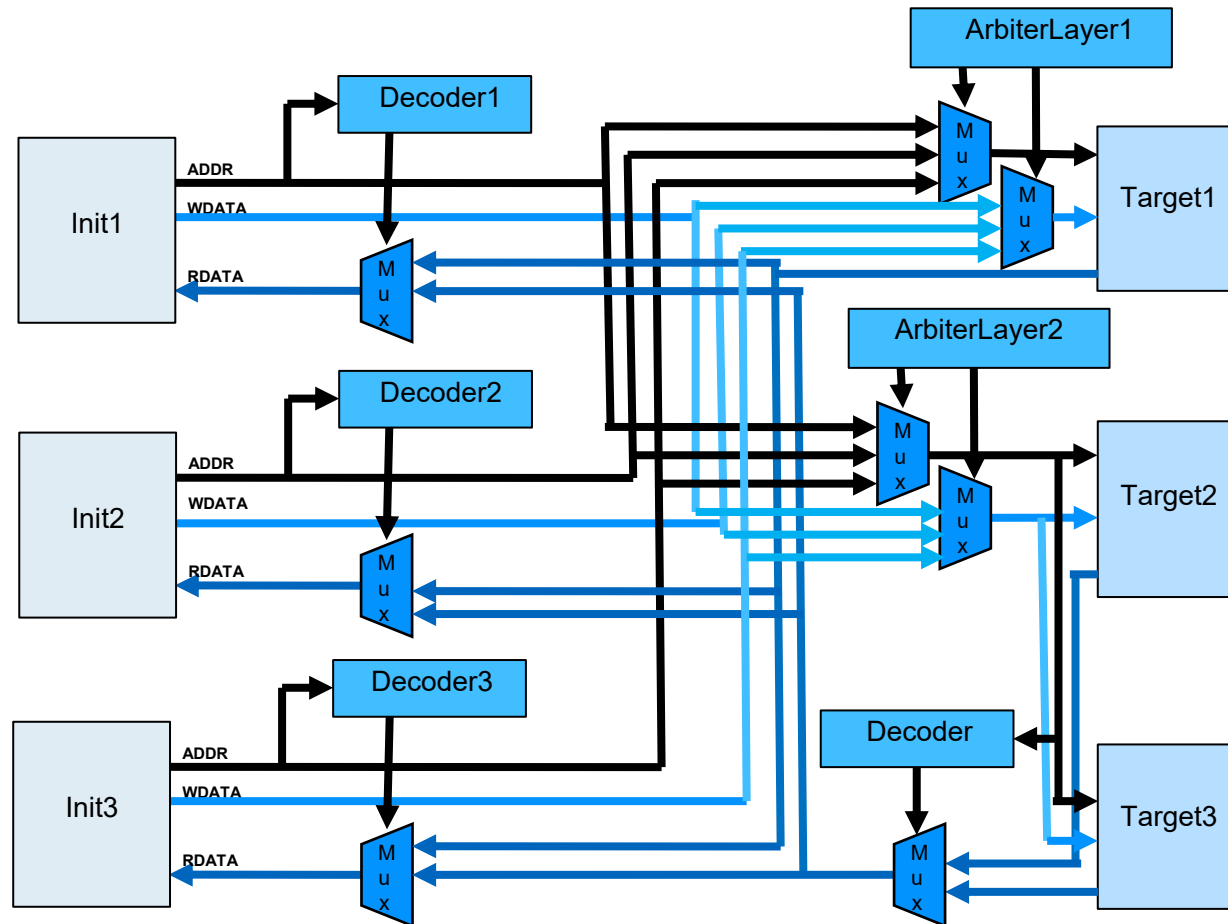 ArbiterLayer1
Decoder1
M
u
x
ADDR
Init1
WDATA
Target1
M
u
x
RDATA
M
u
x
ArbiterLayer2
Decoder2
M
u
x
ADDR
Init2
WDATA
Target2
M
u
x
RDATA
M
u
x
Decoder3
Decoder
ADDR
Init3
WDATA
Target3
RDATA
M
u
x
M
u
x